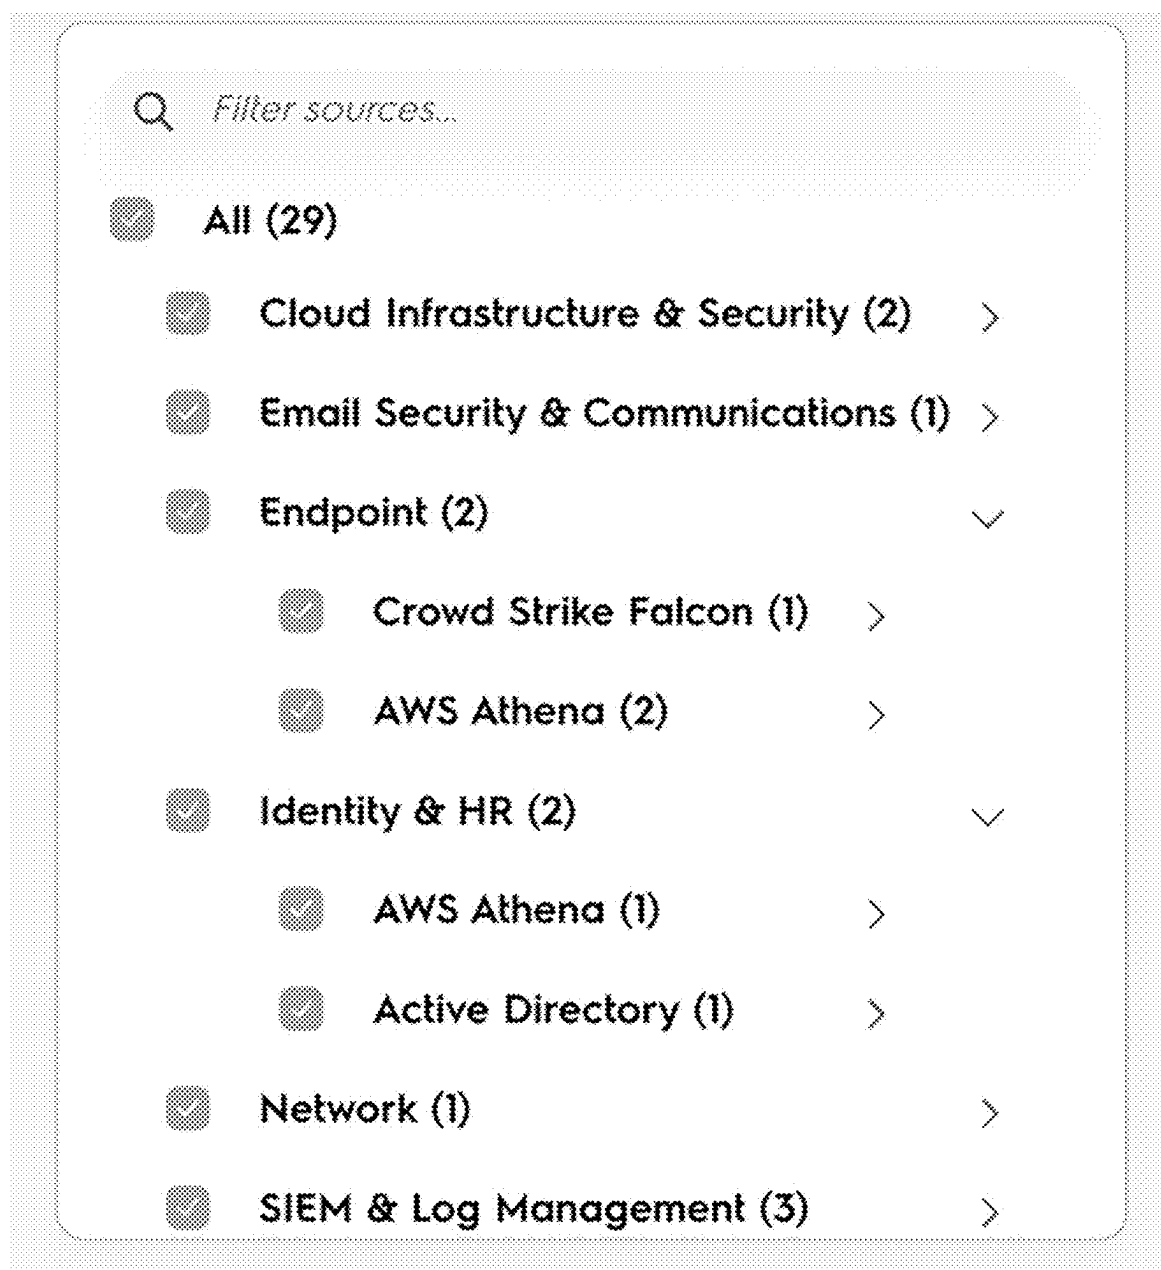 Filter sources...
All (29)
Cloud Infrastructure & Security (2)
Email Security & Communications (1)
Endpoint (2)
Crowd Strike Falcon (1)
AWS Athena (2)
Identity & HR (2)
AWS Athena (1)
Active Directory (1)
Network (1)
SIEM & Log Management (3)